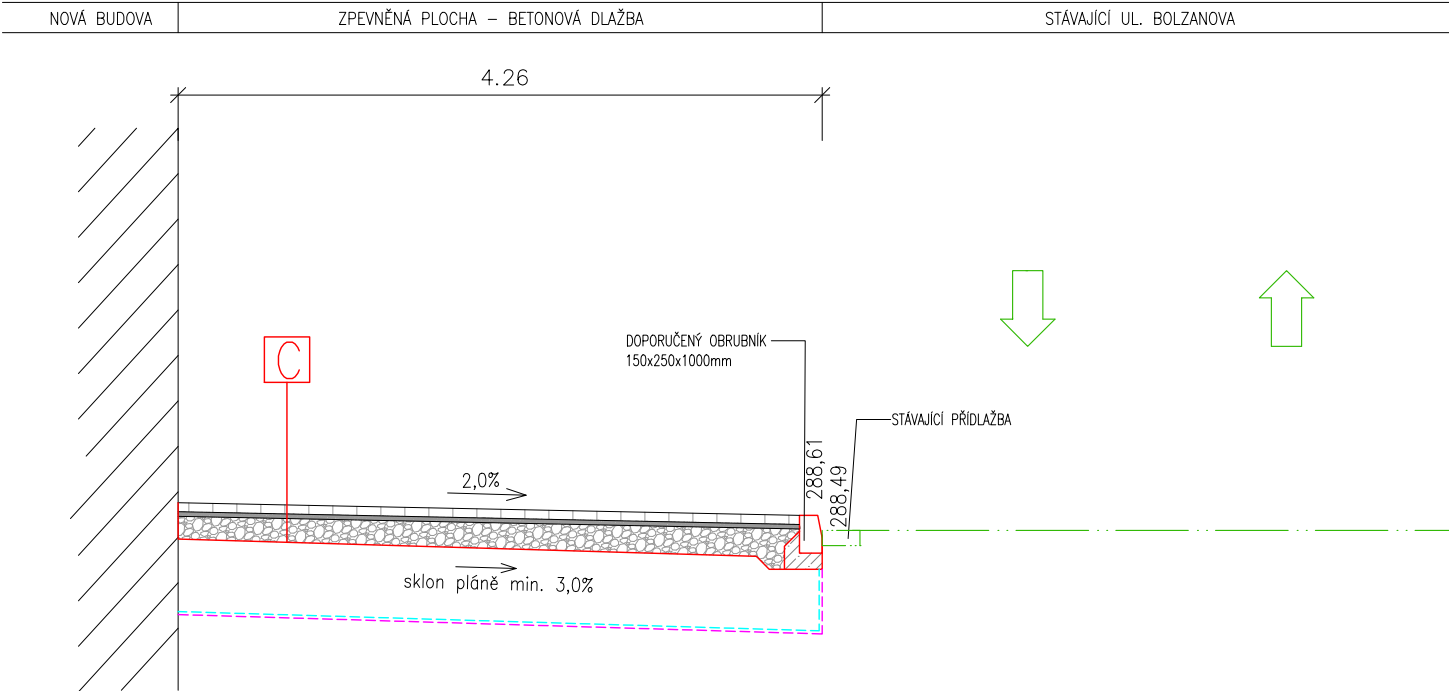 NOVÁ BUDOVA
ZPEVNĚNÁ PLOCHA – BETONOVÁ DLAŽBA
STÁVAJÍCÍ UL. BOLZANOVA
4.26
C
DOPORUČENÝ OBRUBNÍK
150x250x1000mm
STÁVAJÍCÍ PŘÍDLAŽBA
288,61
288,49
2,0%
sklon pláně min. 3,0%